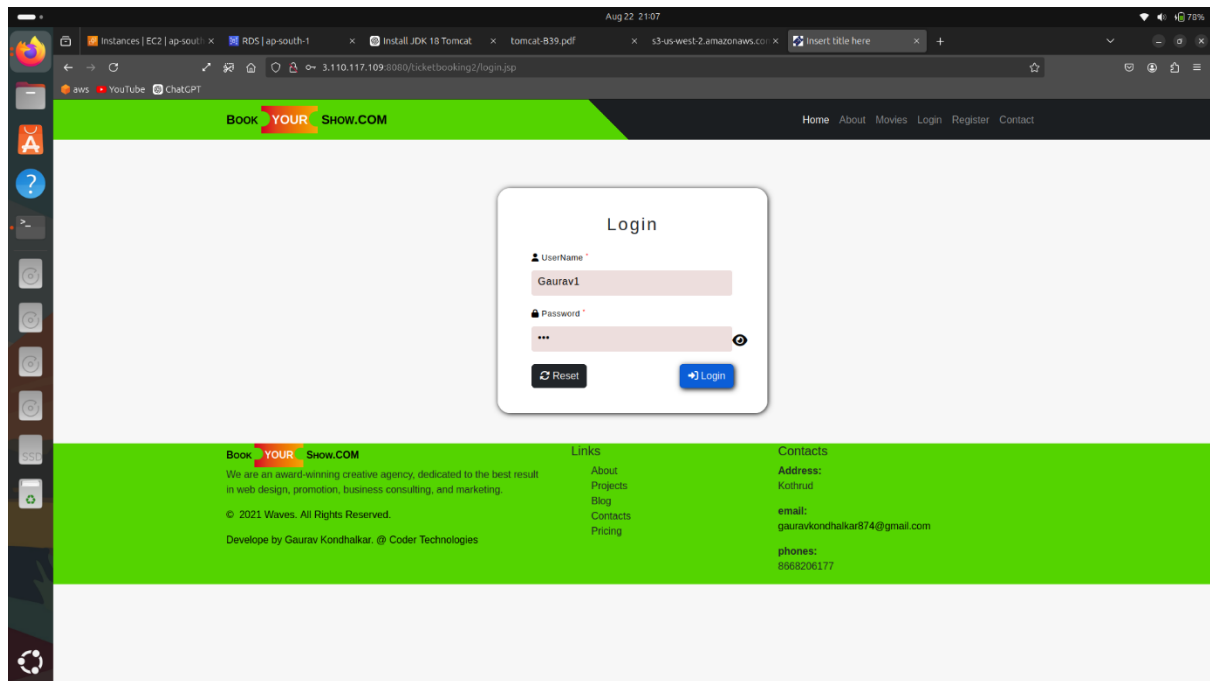 Aug 22 21:07
78%
Instances | EC2 | ap-south
RDS | ap-south-1
Install JDK 18 Tomcat
tomcat-B39.pdf
s3-us-west-2.amazonaws.con
Insert title here
3.110.117.109:8080/ticketbooking2/login.jsp
aws
YouTube
ChatGPT
BOOK YOUR SHOW.COM
Home About Movies Login Register Contact
Login
UserName *
Gaurav1
Password *
•••
Reset
Login
BOOK YOUR SHOW.COM
We are an award-winning creative agency, dedicated to the best result
in web design, promotion, business consulting, and marketing.
© 2021 Waves. All Rights Reserved.
Develope by Gaurav Kondhalkar. @ Coder Technologies
Links
About
Projects
Blog
Contacts
Pricing
Contacts
Address:
Kothrud
email:
gauravkondhalkar874@gmail.com
phones:
8668206177
SSD